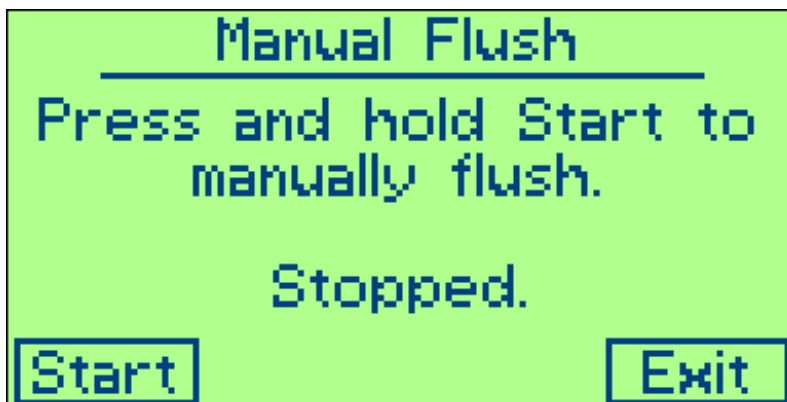 Manual Flush
Press and hold Start to
manually flush.
Stopped.
Start
Exit